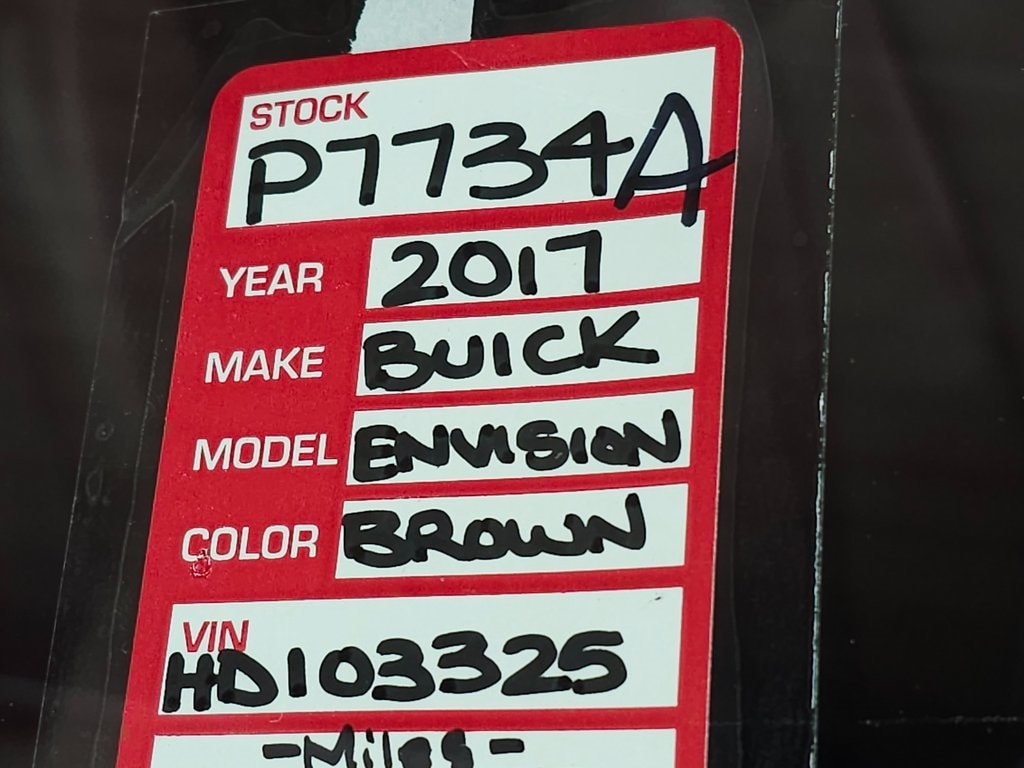 STOCK
P7734A
YEAR 2017
MAKE BUICK
MODEL ENVISION
COLOR BROWN
VIN
HD103325
-Miles-